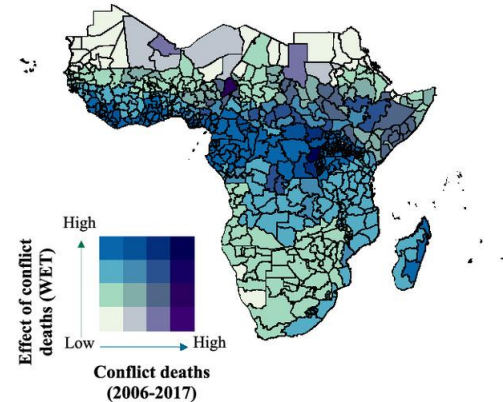 High
Effect of conflict
deaths (WET)
Low
High
Conflict deaths
(2006-2017)